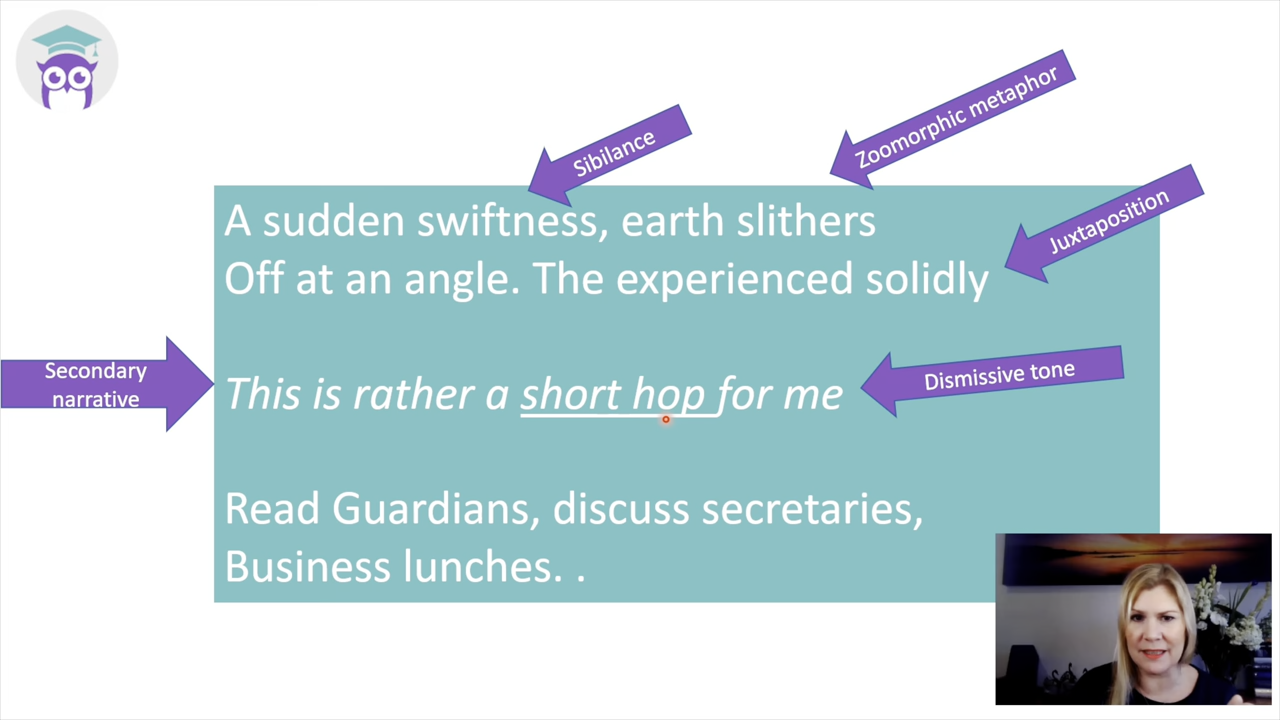 Zoomorphic metaphor
Sibilance
Juxtaposition
A sudden swiftness, earth slithers
Off at an angle. The experienced solidly
Secondary
narrative
This is rather a short hop for me
Dismissive tone
Read Guardians, discuss secretaries,
Business lunches. .